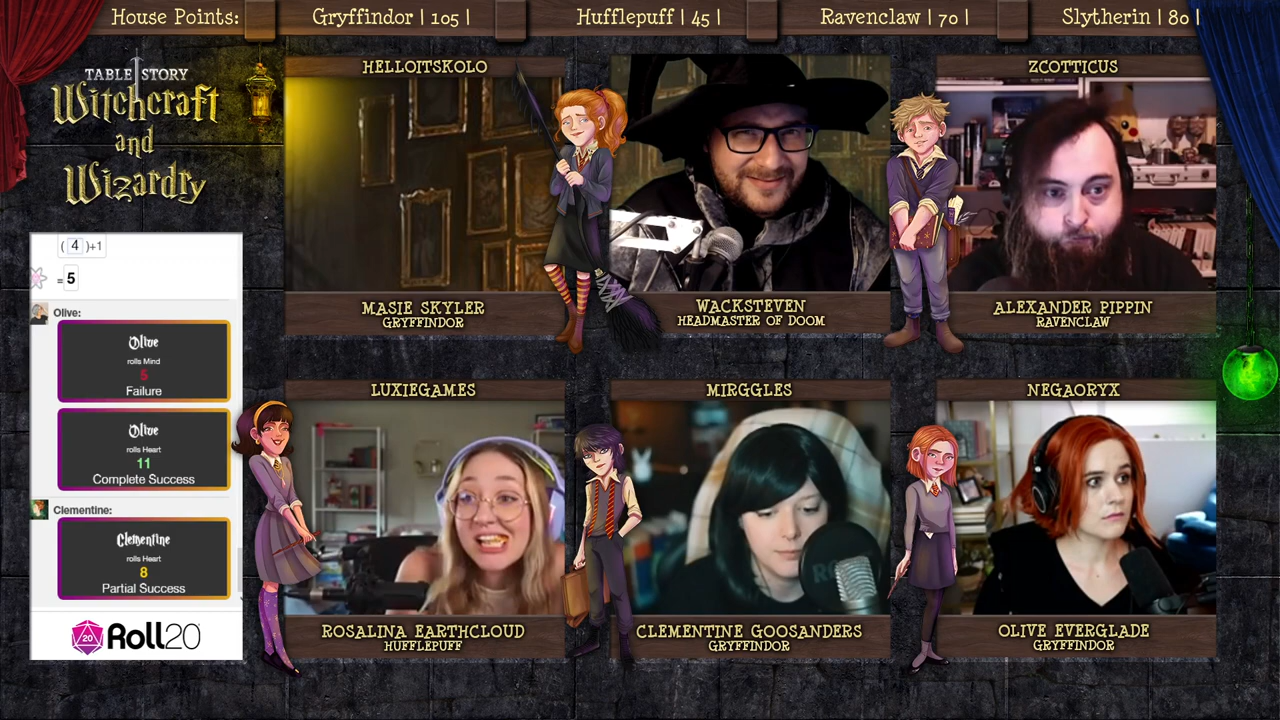 House Points:
Gryffindor | 105 |
Hufflepuff | 45 |
Ravenclaw | 70 |
Slytherin | 80 |
TABLE STORY
Witchcraft
and
Wizardry
( 4 )+1
= 5
Olive:
Olive
rolls Mind
5
Failure
Olive
rolls Heart
11
Complete Success
Clementine:
Clementine
rolls Heart
8
Partial Success
20
Roll20
HELLOITSKOLO
MASIE SKYLER
GRYFFINDOR
WACKSTEVEN
HEADMASTER OF DOOM
ZCOTTICUS
ALEXANDER PIPPIN
RAVENCLAW
LUXIEGAMES
ROSALINA EARTHCLOUD
HUFFLEPUFF
MIRGGLES
CLEMENTINE GOOSANDERS
GRYFFINDOR
NEGAORYX
OLIVE EVERGLADE
GRYFFINDOR